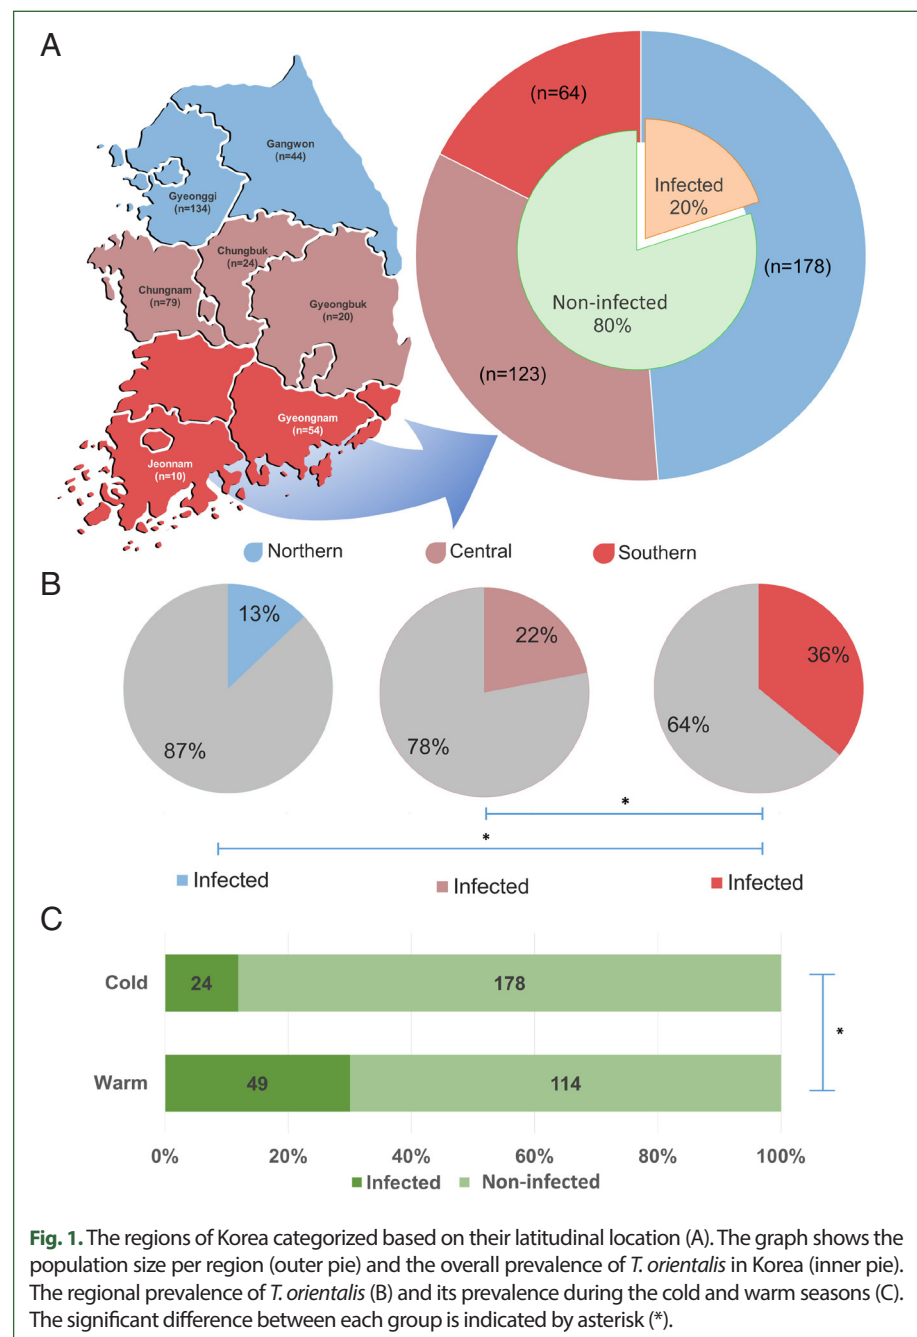 A
Gangwon
(n=44)
Gyeonggi
(n=134)
Chungbuk
(n=24)
Chungnam
(n=79)
Gyeongbuk
(n=20)
Gyeongnam
(n=54)
Jeonnam
(n=10)
(n=64)
Infected
20%
(n=178)
Non-infected
80%
(n=123)
Northern
Central
Southern
B
13%
87%
22%
78%
36%
64%
*
*
Infected
Infected
Infected
C
Cold
24
178
*
Warm
49
114
0%
20%
40%
60%
80%
100%
Infected
Non-infected
Fig. 1. The regions of Korea categorized based on their latitudinal location (A). The graph shows the
population size per region (outer pie) and the overall prevalence of T. orientalis in Korea (inner pie).
The regional prevalence of T. orientalis (B) and its prevalence during the cold and warm seasons (C).
The significant difference between each group is indicated by asterisk (*).